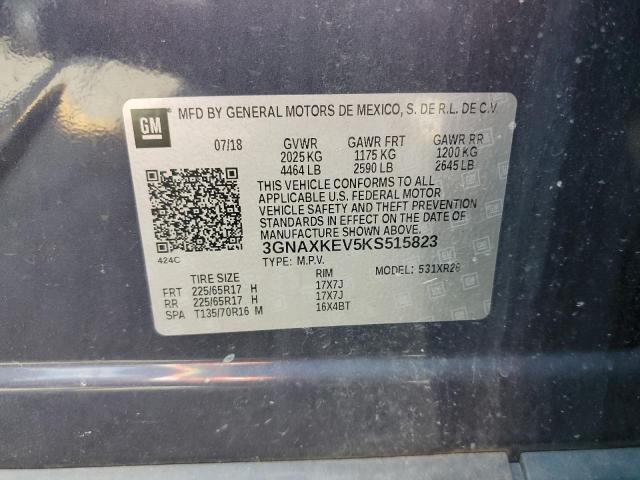 GM
MFD BY GENERAL MOTORS DE MEXICO, S. DE R.L. DE C.V.
07/18 GVWR GAWR FRT GAWR RR
2025 KG 1175 KG 1200 KG
4464 LB 2590 LB 2645 LB
THIS VEHICLE CONFORMS TO ALL
APPLICABLE U.S. FEDERAL MOTOR
VEHICLE SAFETY AND THEFT PREVENTION
STANDARDS IN EFFECT ON THE DATE OF
MANUFACTURE SHOWN ABOVE.
3GNAXKEV5KS515823
424C
TYPE: M.P.V. MODEL: 531XR26
TIRE SIZE RIM
FRT 225/65R17 H 17X7J
RR 225/65R17 H 17X7J
SPA T135/70R16 M 16X4BT